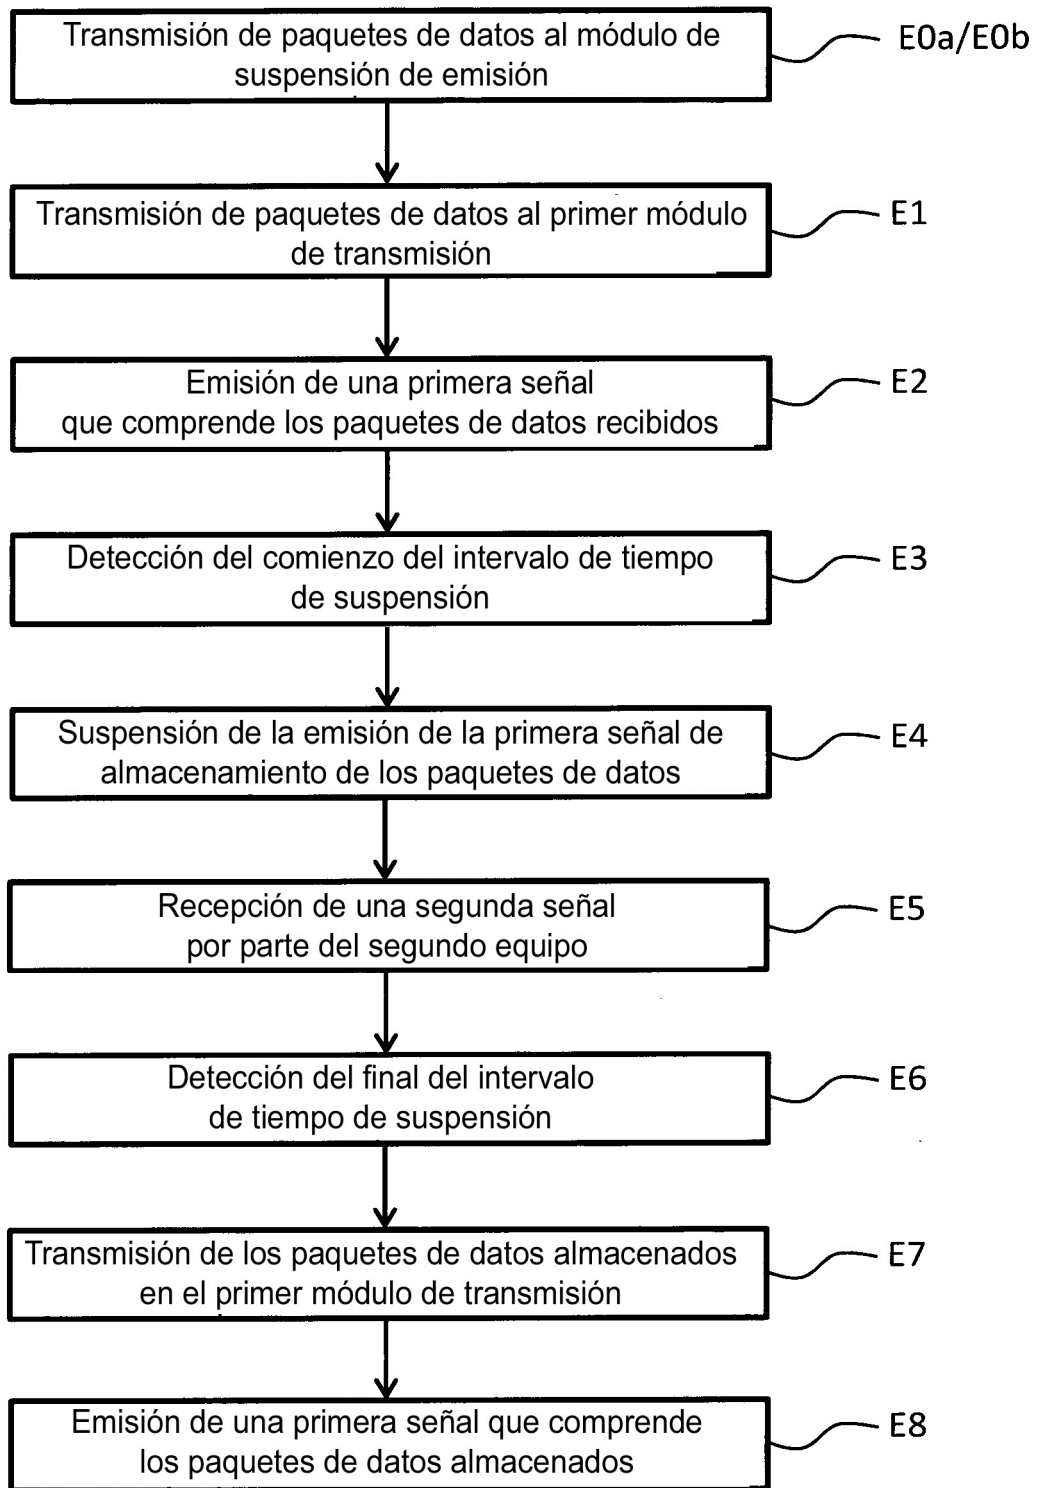 Transmisión de paquetes de datos al módulo de
suspensión de emisión
E0a/E0b
Transmisión de paquetes de datos al primer módulo
de transmisión
E1
Emisión de una primera señal
que comprende los paquetes de datos recibidos
E2
Detección del comienzo del intervalo de tiempo
de suspensión
E3
Suspensión de la emisión de la primera señal de
almacenamiento de los paquetes de datos
E4
Recepción de una segunda señal
por parte del segundo equipo
E5
Detección del final del intervalo
de tiempo de suspensión
E6
Transmisión de los paquetes de datos almacenados
en el primer módulo de transmisión
E7
Emisión de una primera señal que comprende
los paquetes de datos almacenados
E8